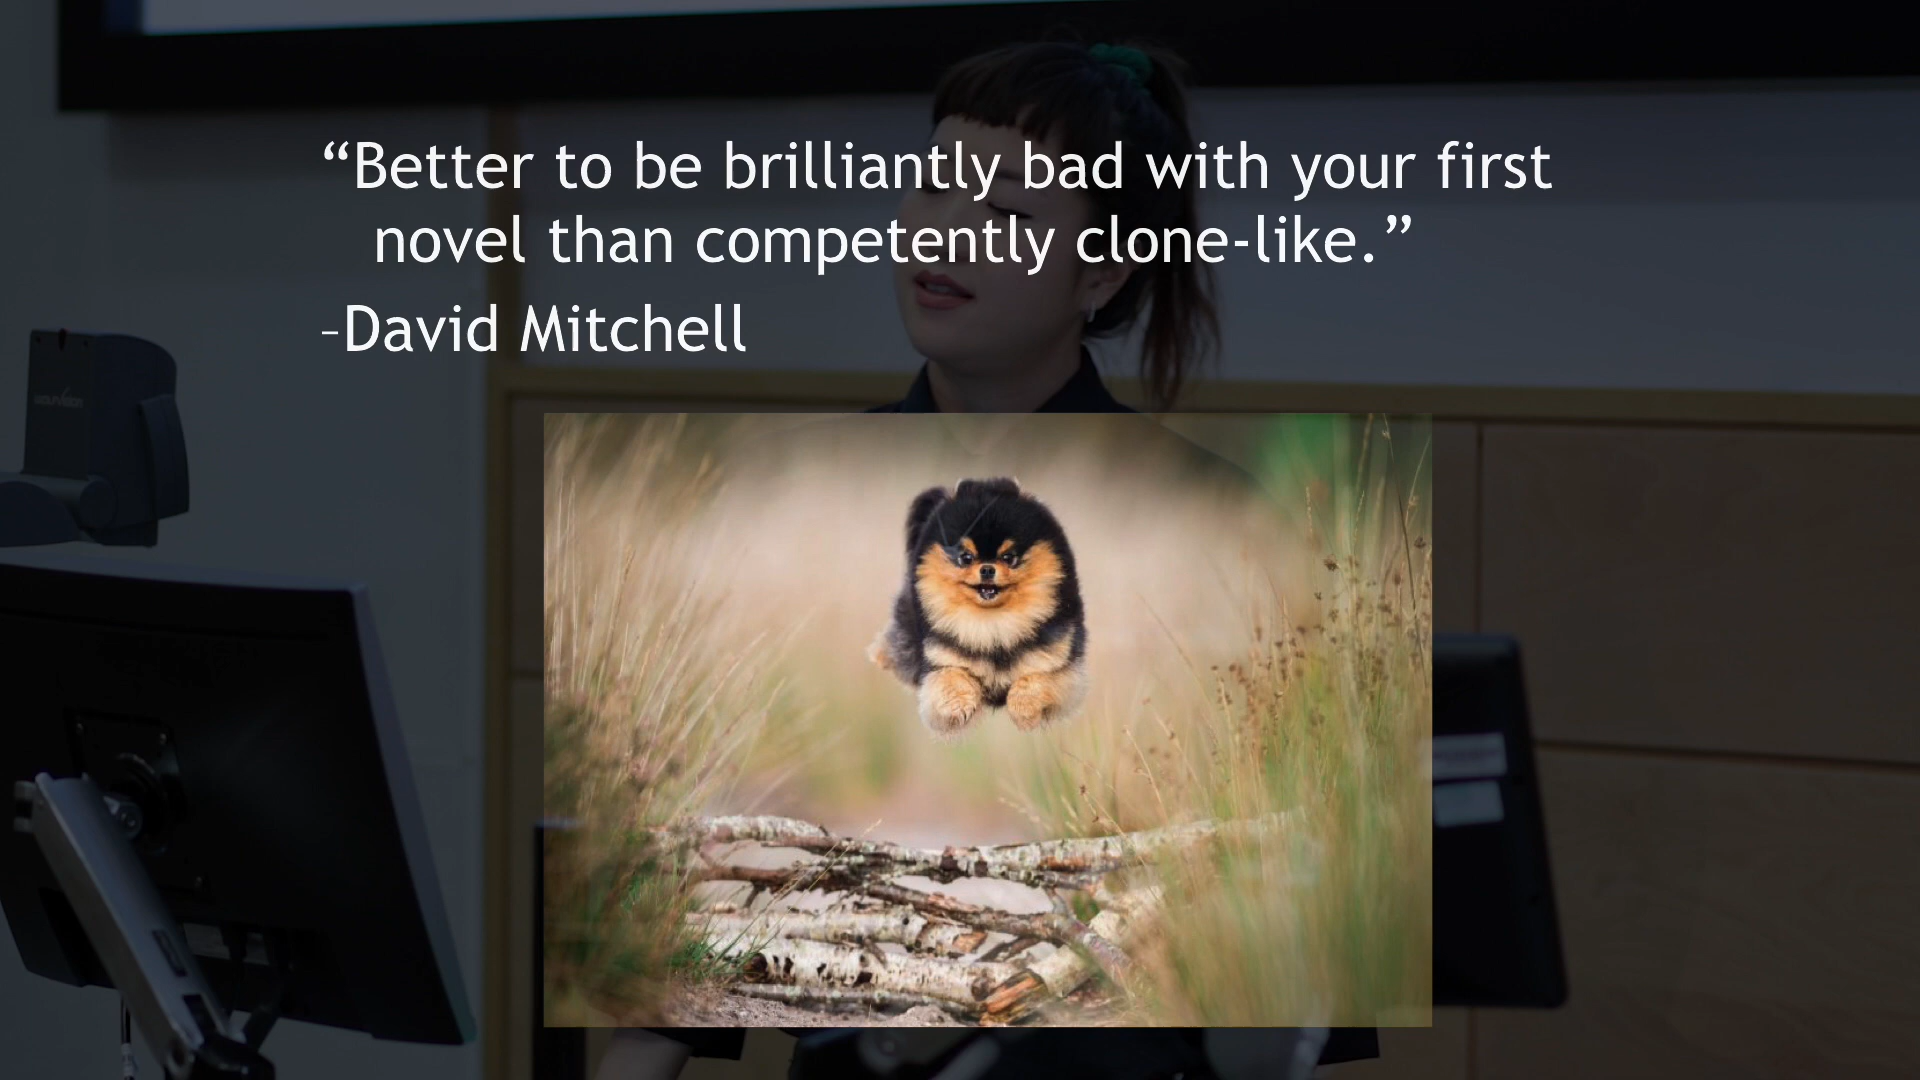 “Better to be brilliantly bad with your first
novel than competently clone-like.”
–David Mitchell